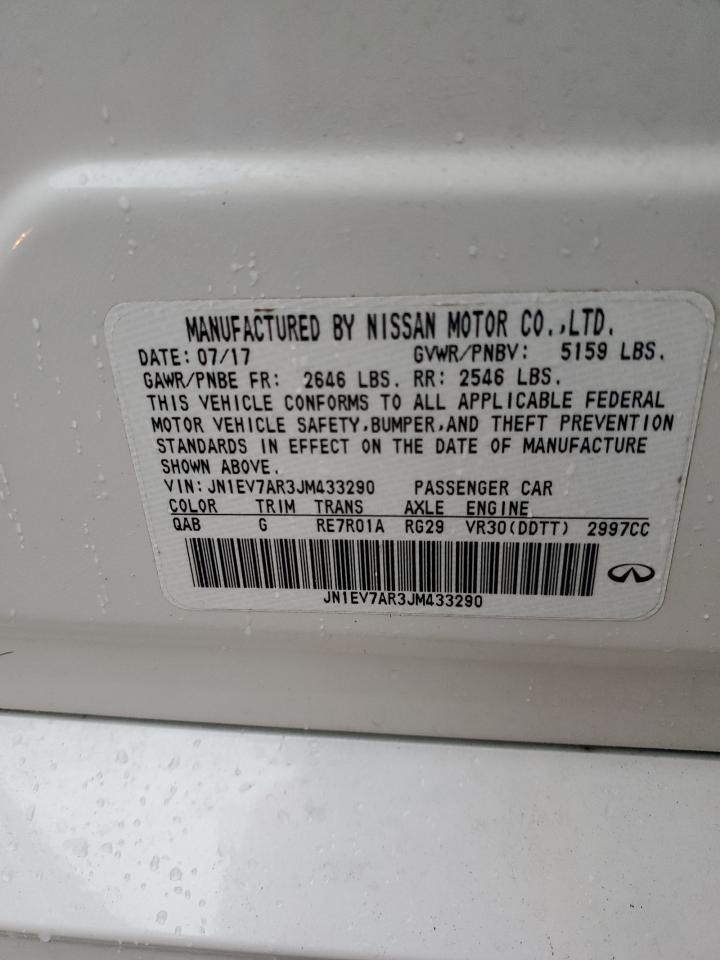 MANUFACTURED BY NISSAN MOTOR CO.,LTD.
DATE: 07/17 GVWR/PNBV: 5159 LBS.
GAWR/PNBE FR: 2646 LBS. RR: 2546 LBS.
THIS VEHICLE CONFORMS TO ALL APPLICABLE FEDERAL
MOTOR VEHICLE SAFETY,BUMPER,AND THEFT PREVENTION
STANDARDS IN EFFECT ON THE DATE OF MANUFACTURE
SHOWN ABOVE.
VIN: JN1EV7AR3JM433290 PASSENGER CAR
COLOR TRIM TRANS AXLE ENGINE
QAB G RE7R01A RG29 VR30(DDTT) 2997CC
JN1EV7AR3JM433290